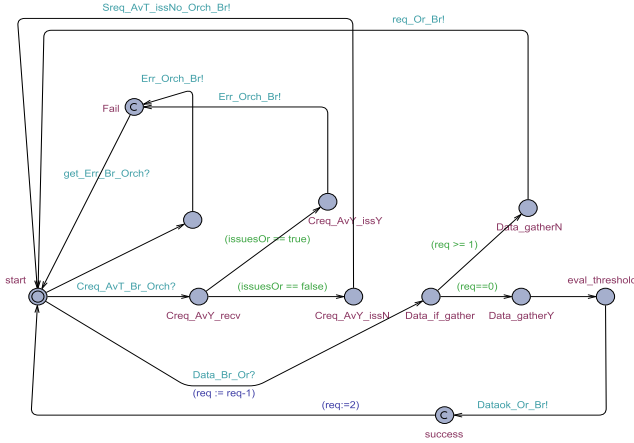 Sreq_AvT_issNo_Orch_Br!
req_Or_Br!
Err_Orch_Br!
Err_Orch_Br!
Fail
get_Err_Br_Orch?
Creq_AvY_issY
Data_gatherN
(issuesOr == true)
(req >= 1)
start
Creq_AvT_Br_Orch?
(issuesOr == false)
(req==0)
eval_threshold
Creq_AvY_recv
Creq_AvY_issN
Data_if_gather
Data_gatherY
Data_Br_Or?
(req := req-1)
(req:=2)
Dataok_Or_Br!
success